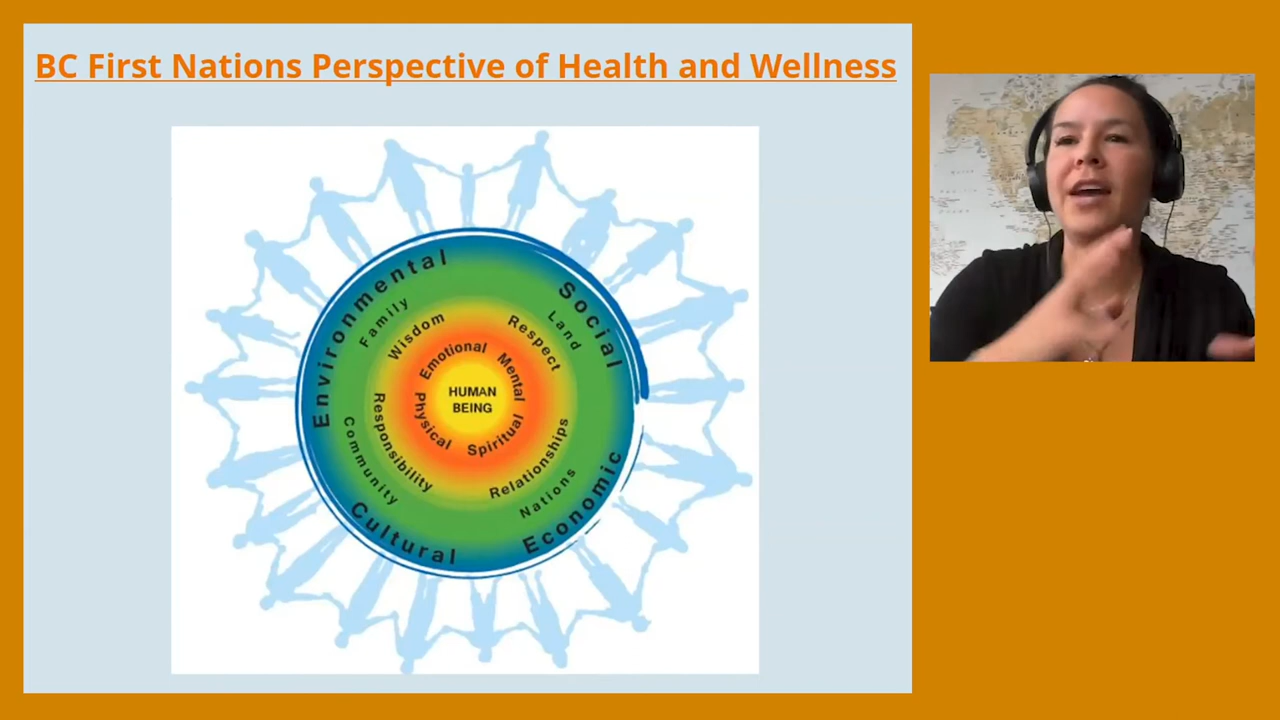 BC First Nations Perspective of Health and Wellness
Environmental
Social
Family
Land
Wisdom
Respect
Emotional
Mental
HUMAN
BEING
Physical
Spiritual
Responsibility
Relationships
Community
Nations
Cultural
Economic